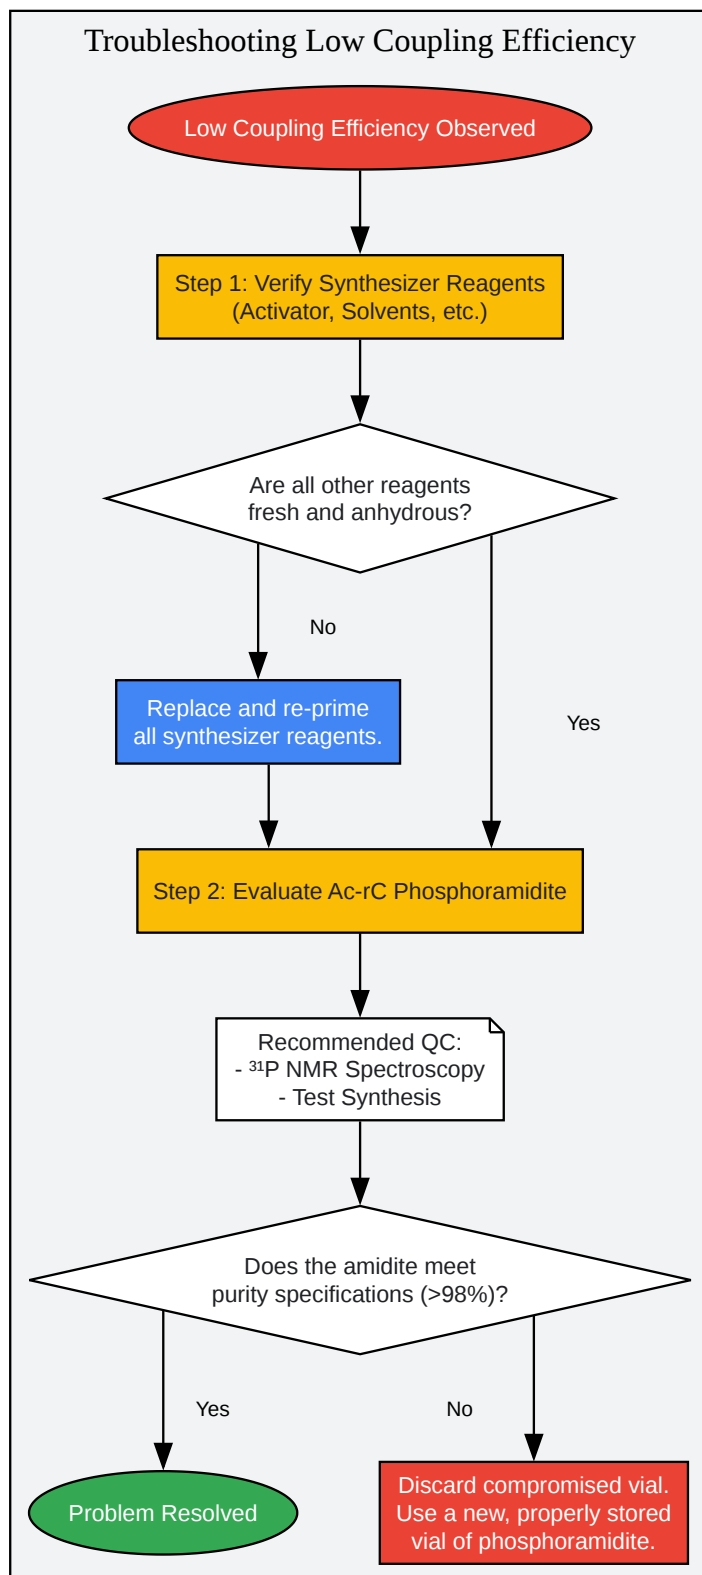 Troubleshooting Low Coupling Efficiency
Low Coupling Efficiency Observed
Step 1: Verify Synthesizer Reagents
(Activator, Solvents, etc.)
Are all other reagents
fresh and anhydrous?
No
Replace and re-prime
all synthesizer reagents.
Yes
Step 2: Evaluate Ac-rC Phosphoramidite
Recommended QC:
- ³¹P NMR Spectroscopy
- Test Synthesis
Does the amidite meet
purity specifications (>98%)?
Yes
No
Problem Resolved
Discard compromised vial.
Use a new, properly stored
vial of phosphoramidite.